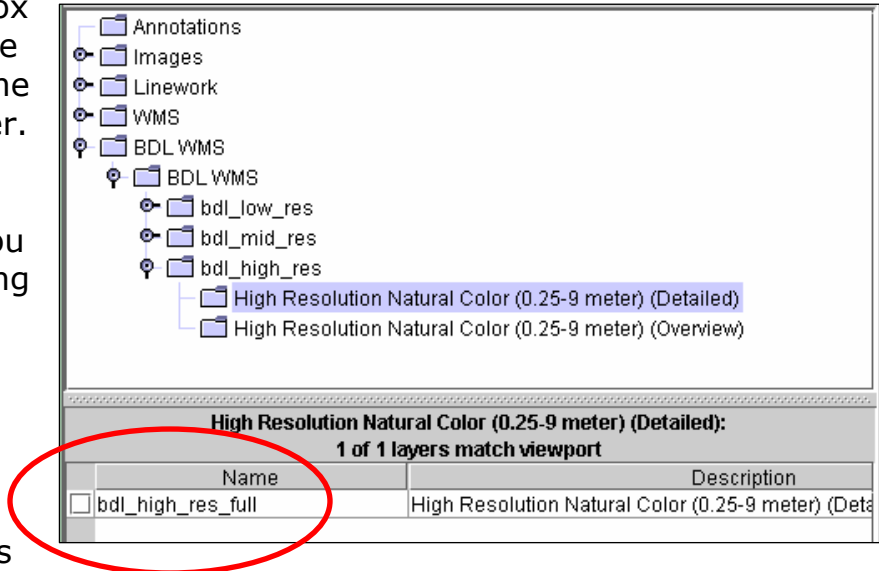 Annotations
Images
Linework
WMS
BDL WMS
BDL WMS
bdl_low_res
bdl_mid_res
bdl_high_res
High Resolution Natural Color (0.25-9 meter) (Detailed)
High Resolution Natural Color (0.25-9 meter) (Overview)
High Resolution Natural Color (0.25-9 meter) (Detailed):
1 of 1 layers match viewport
Name Description
bdl_high_res_full High Resolution Natural Color (0.25-9 meter) (Deta